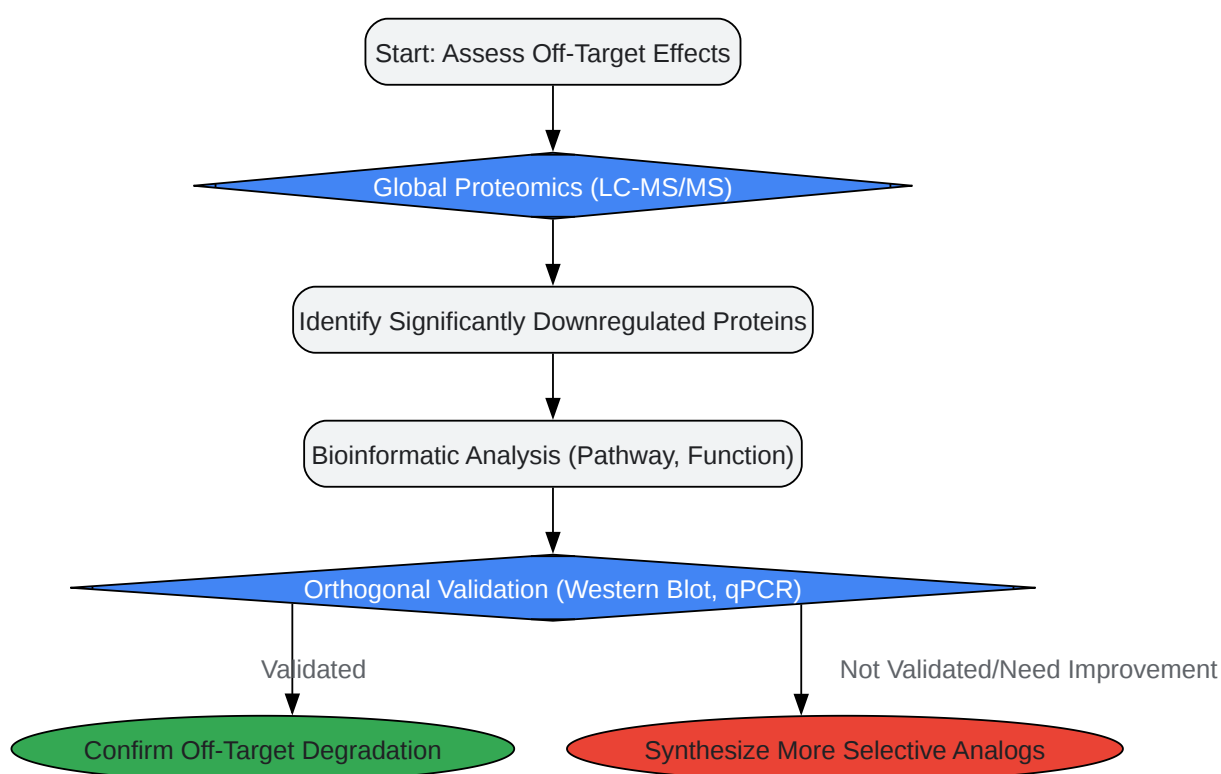 Start: Assess Off-Target Effects
Global Proteomics (LC-MS/MS)
Identify Significantly Downregulated Proteins
Bioinformatic Analysis (Pathway, Function)
Orthogonal Validation (Western Blot, qPCR)
Validated
Not Validated/Need Improvement
Confirm Off-Target Degradation
Synthesize More Selective Analogs